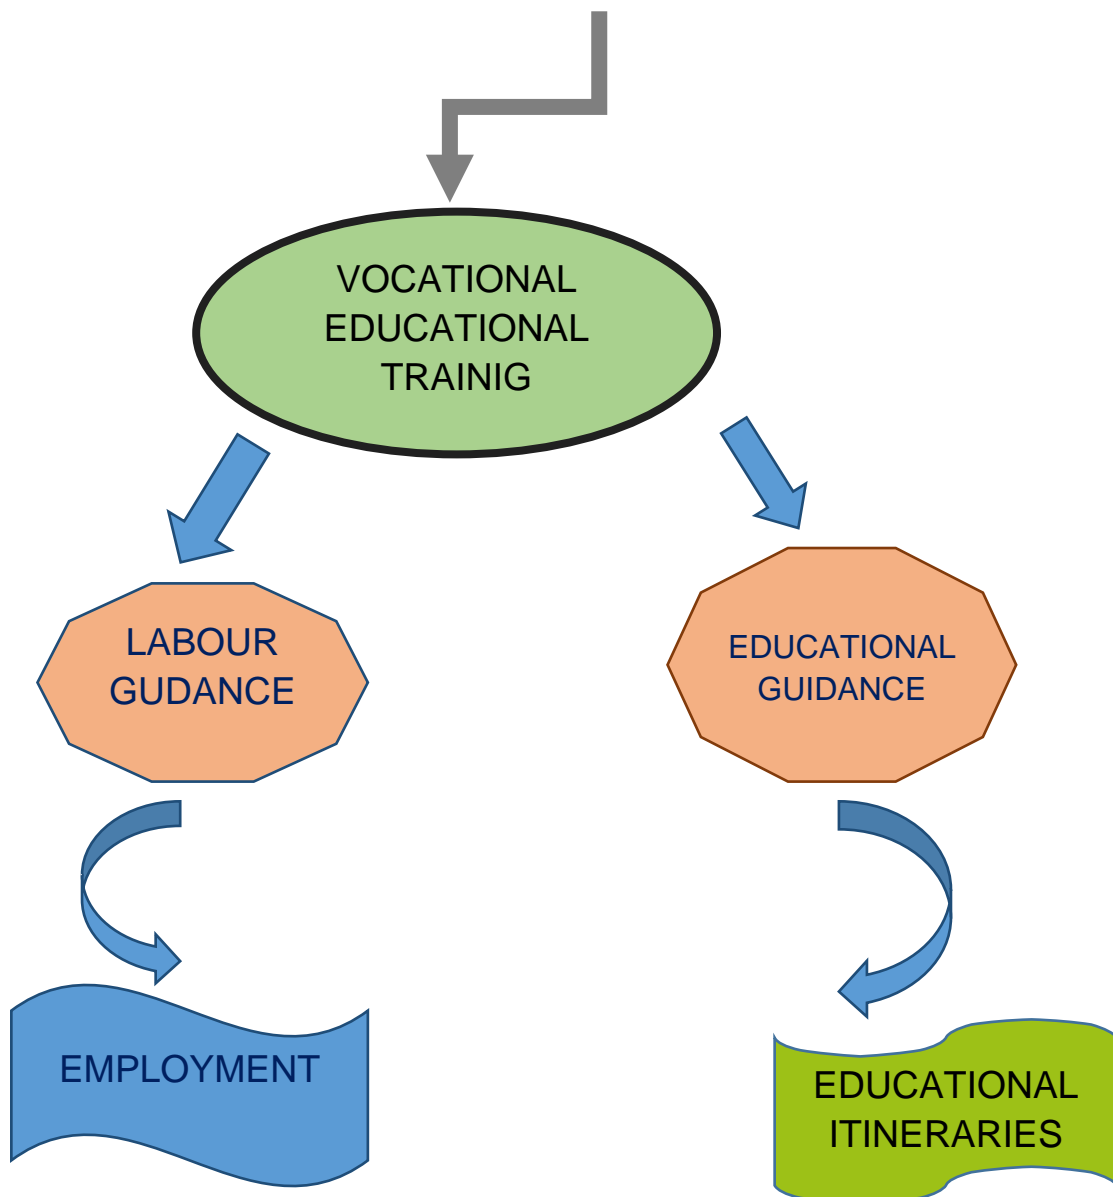 VOCATIONAL
EDUCATIONAL
TRAINIG
LABOUR
GUDANCE
EDUCATIONAL
GUIDANCE
EMPLOYMENT
EDUCATIONAL
ITINERARIES